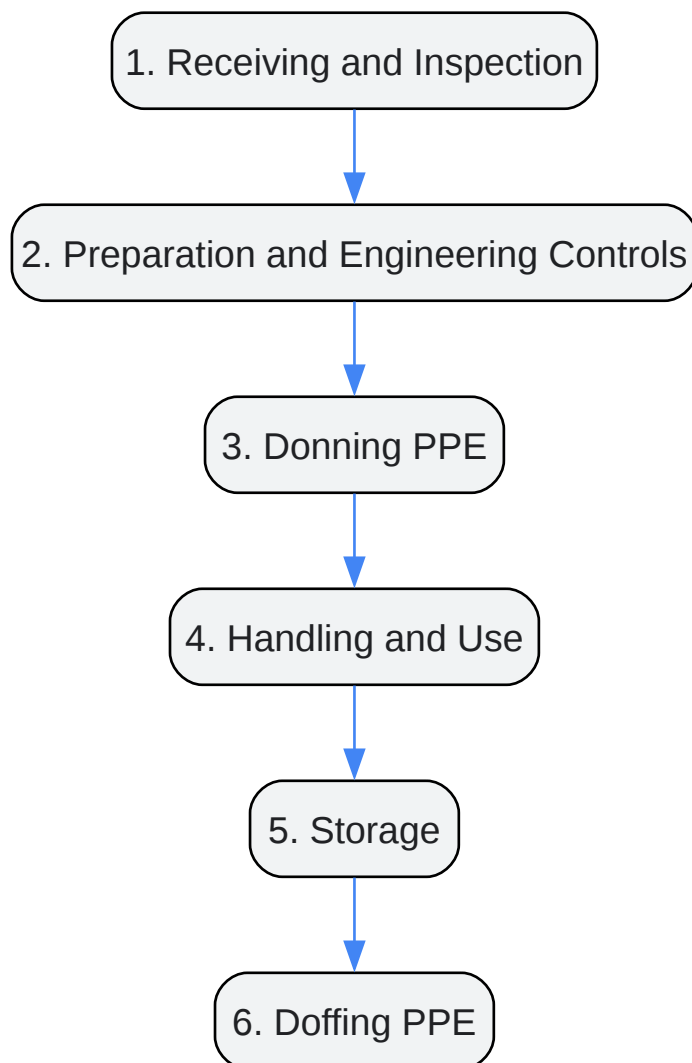 1. Receiving and Inspection
2. Preparation and Engineering Controls
3. Donning PPE
4. Handling and Use
5. Storage
6. Doffing PPE